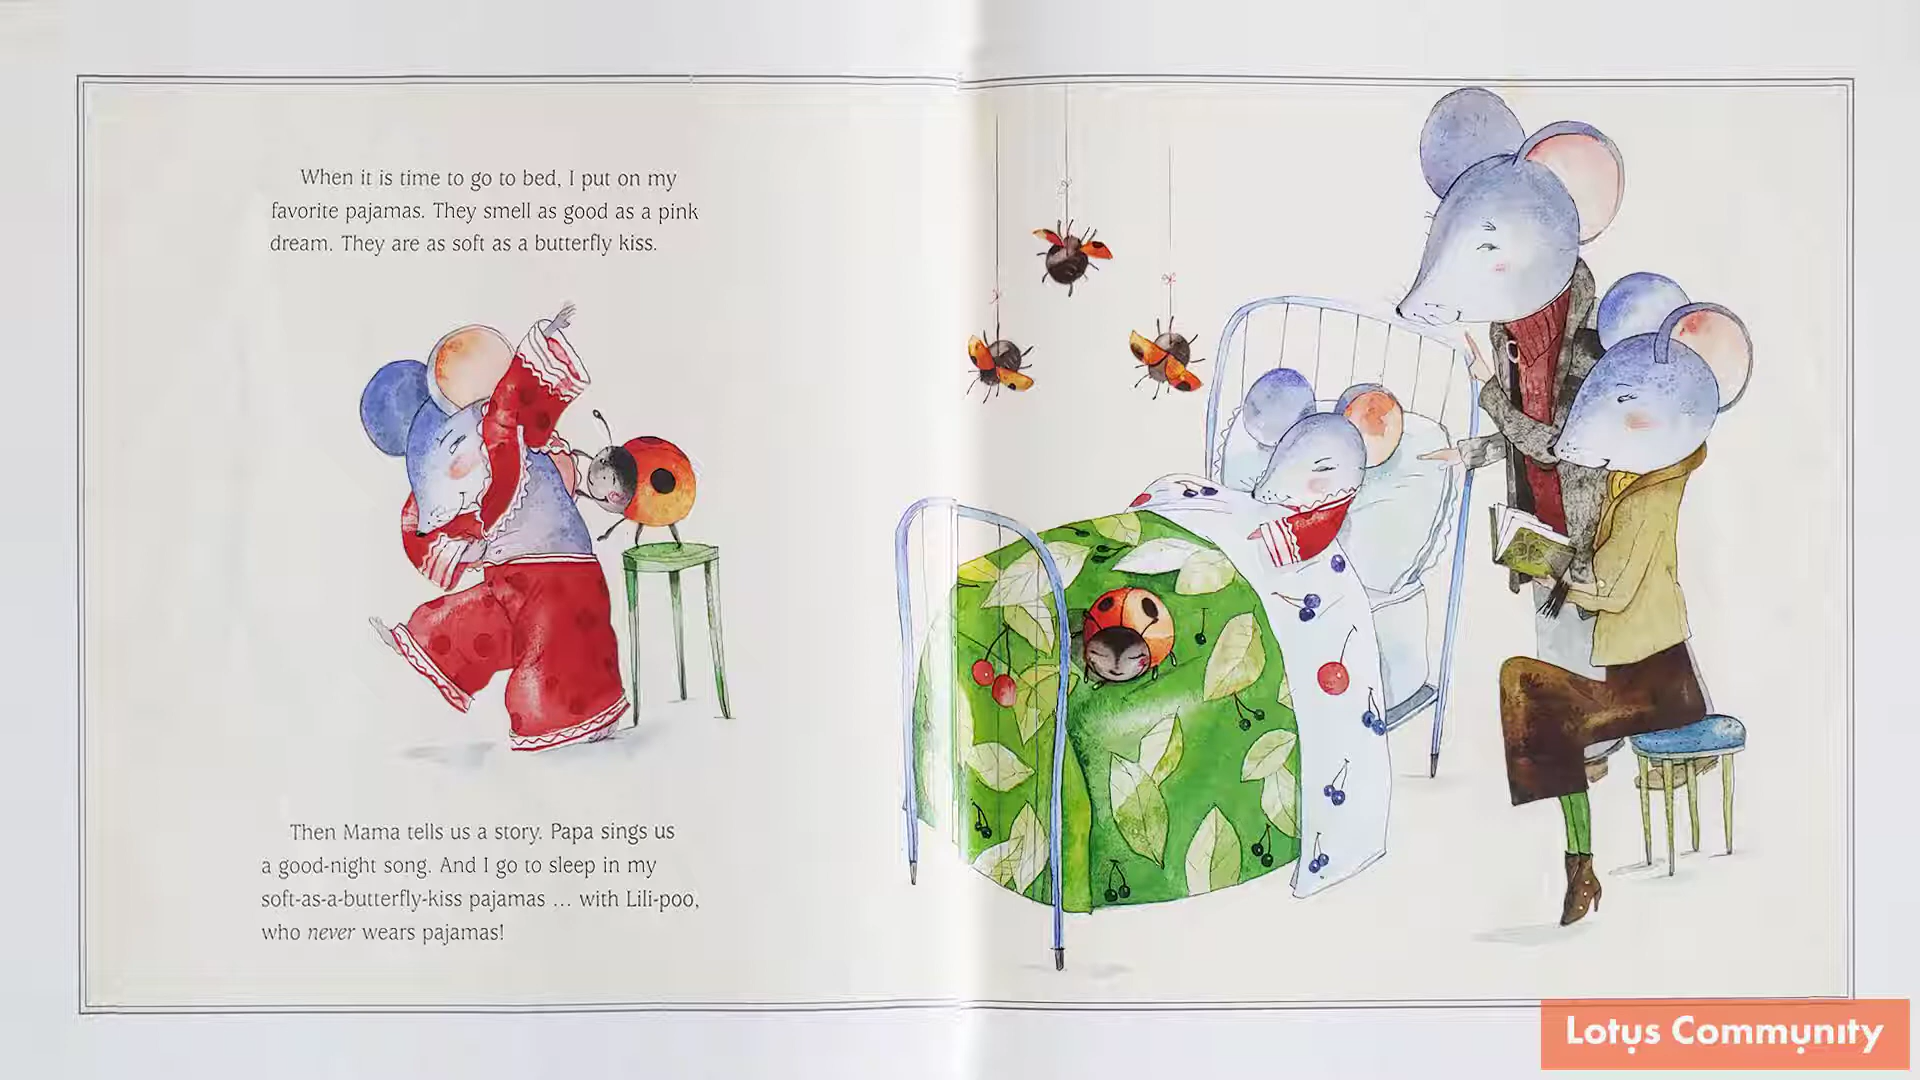 When it is time to go to bed, I put on my
favorite pajamas. They smell as good as a pink
dream. They are as soft as a butterfly kiss.
Then Mama tells us a story. Papa sings us
a good-night song. And I go to sleep in my
soft-as-a-butterfly-kiss pajamas ... with Lili-poo,
who never wears pajamas!
Lotus Community